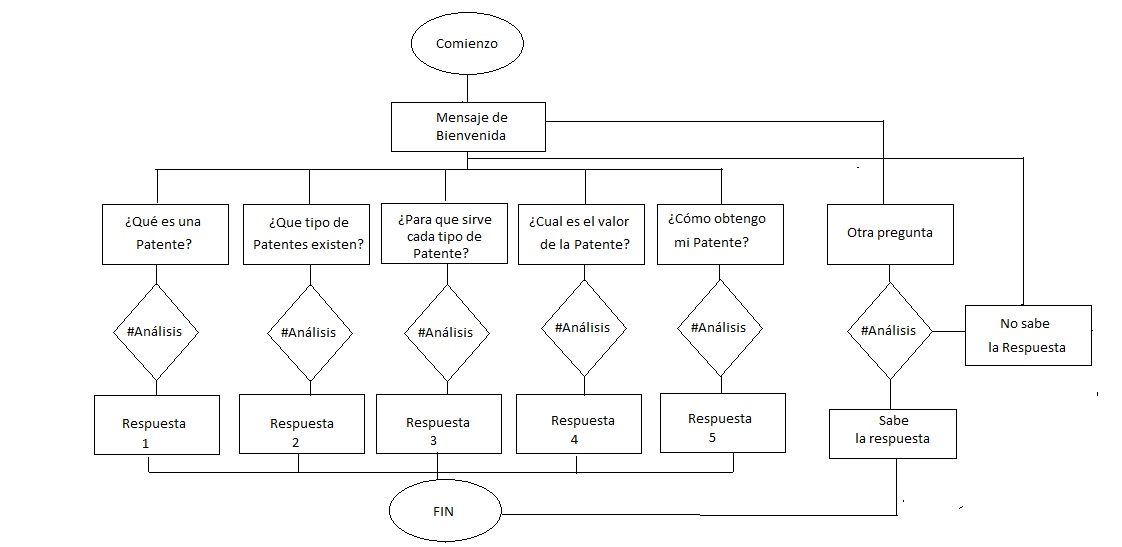 Comienzo
Mensaje de
Bienvenida
¿Qué es una
Patente?
¿Que tipo de
Patentes existen?
¿Para que sirve
cada tipo de
Patente?
¿Cual es el valor
de la Patente?
¿Cómo obtengo
mi Patente?
Otra pregunta
#Análisis
#Análisis
#Análisis
#Análisis
#Análisis
#Análisis
No sabe
la Respuesta
Respuesta
1
Respuesta
2
Respuesta
3
Respuesta
4
Respuesta
5
Sabe
la respuesta
FIN